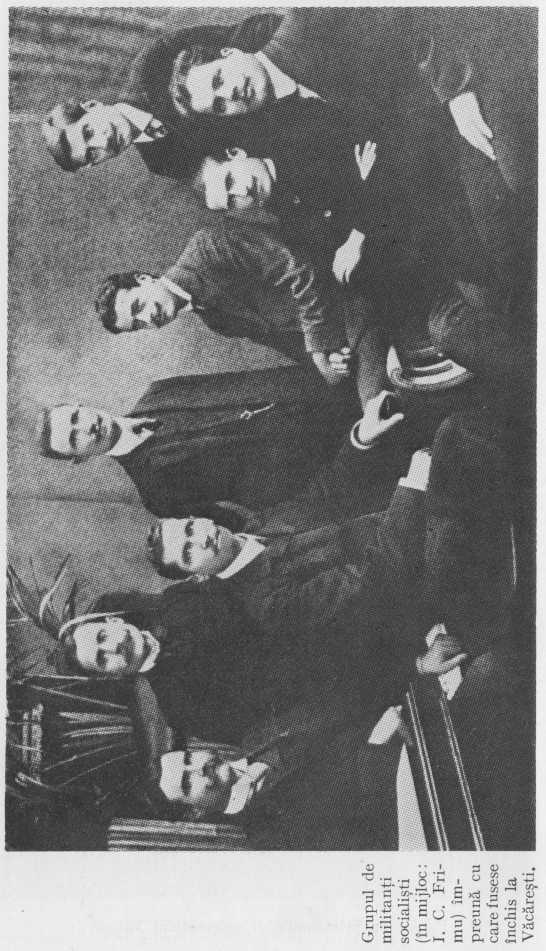 Grupul de
militanți
socialiști
(în mijloc:
I. C. Fri-
mu) îm-
preună cu
care fusese
închis la
Văcărești.